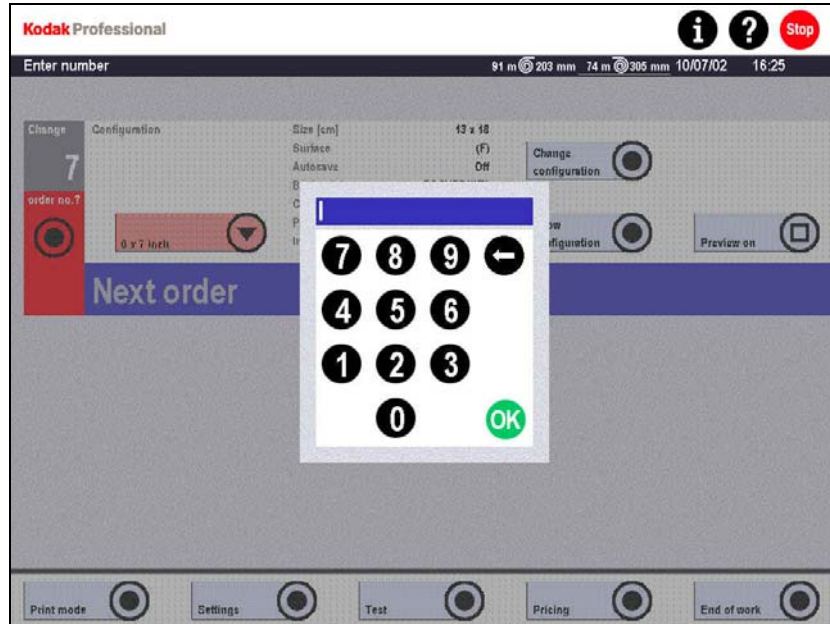 Kodak Professional
i ? Stop
Enter number 91 m 203 mm 74 m 305 mm 10/07/02 16:25
Change Configuration Size [cm] 13 x 18
7 Surface (F)
Autosave Off
Change configuration
order no.?
x 7 inch
Preview on
Next order
7 8 9
4 5 6
1 2 3
0 OK
Print mode Settings Test Pricing End of work